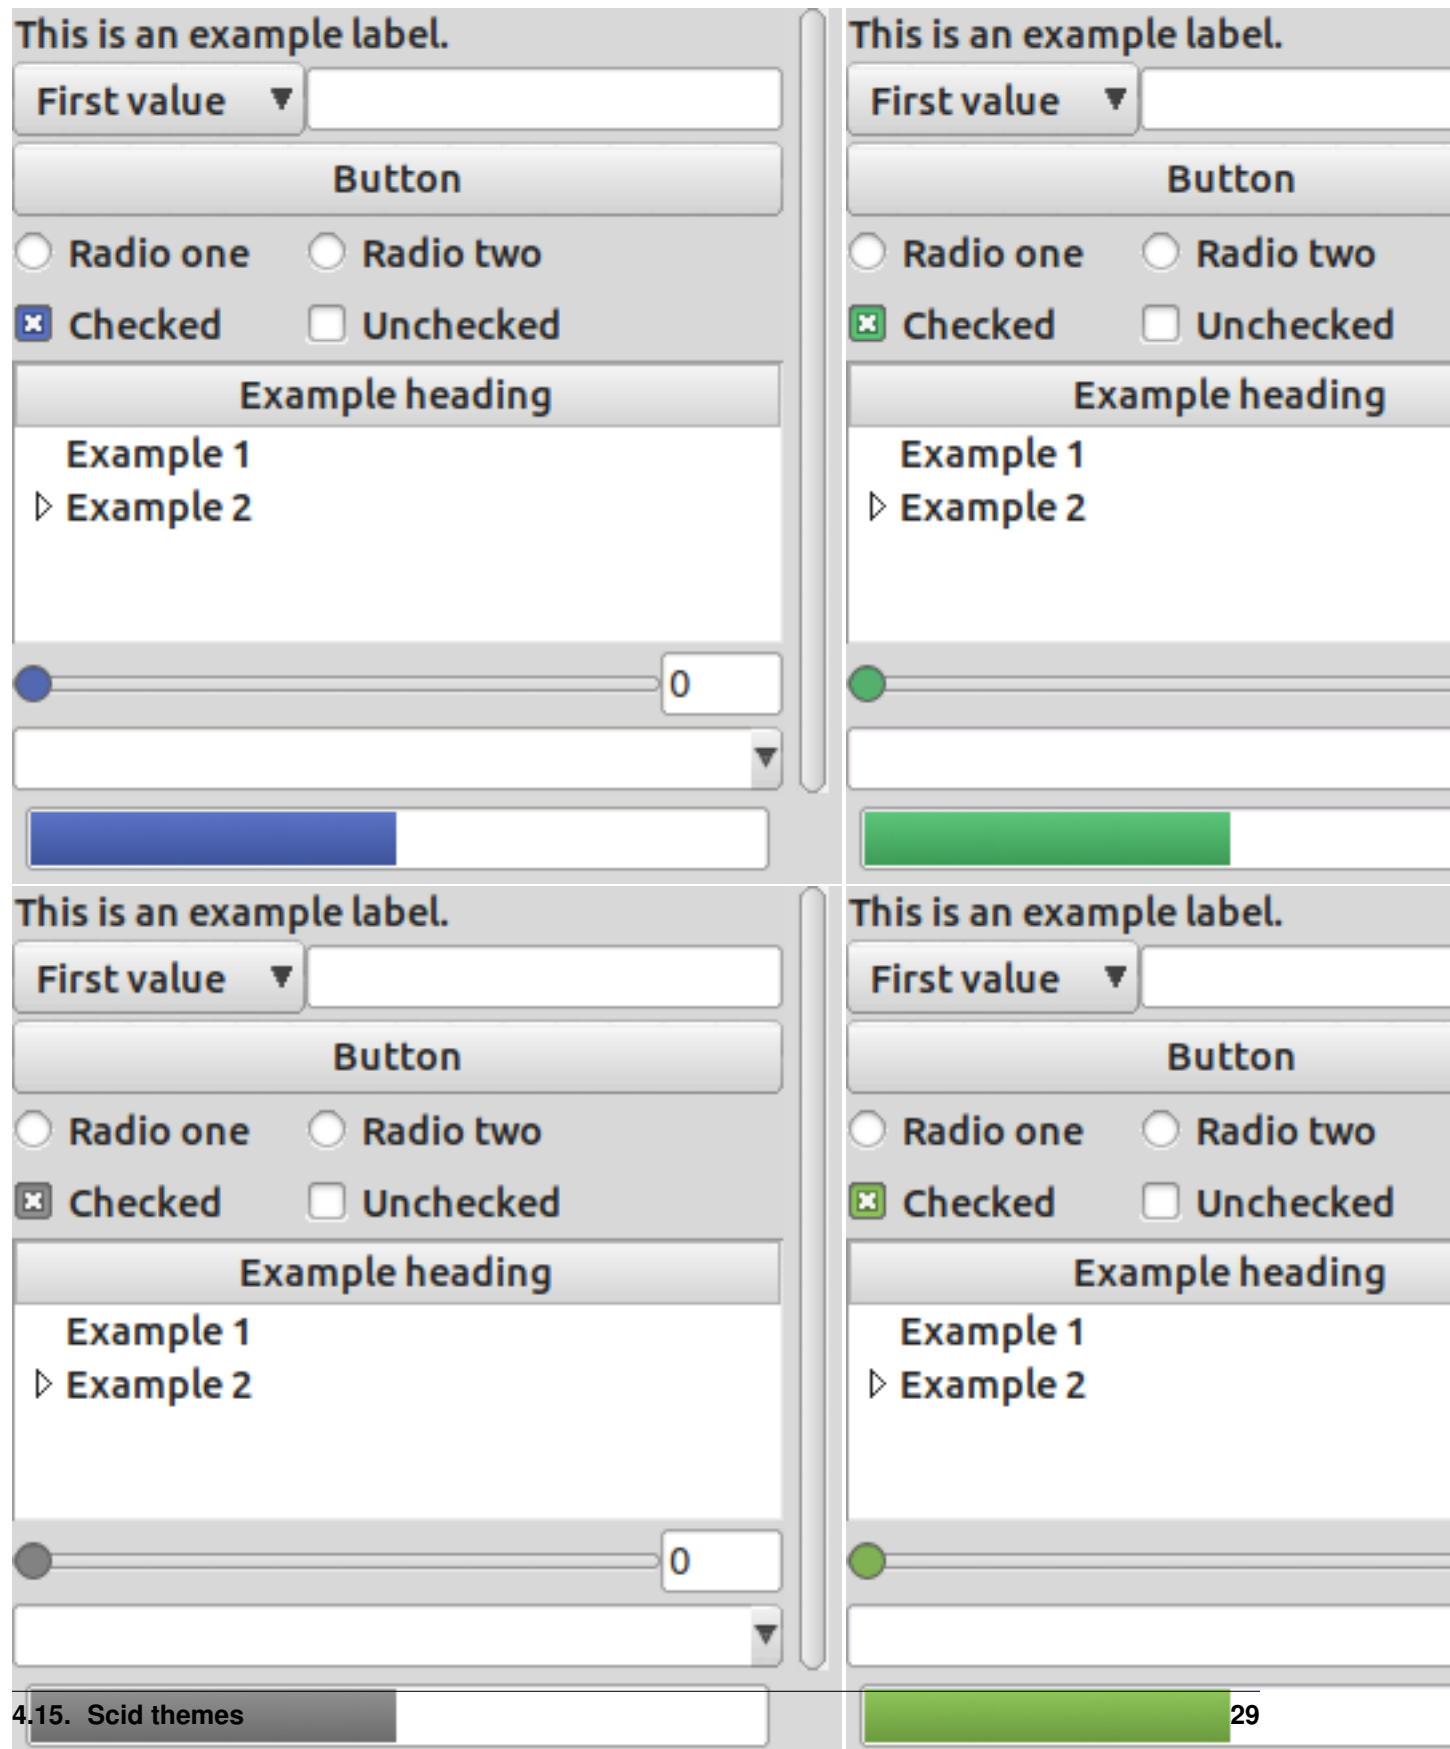 This is an example label.
First value
Button
Radio one Radio two
Checked Unchecked
Example heading
Example 1
Example 2
0
This is an example label.
First value
Button
Radio one Radio two
Checked Unchecked
Example heading
Example 1
Example 2
This is an example label.
First value
Button
Radio one Radio two
Checked Unchecked
Example heading
Example 1
Example 2
0
This is an example label.
First value
Button
Radio one Radio two
Checked Unchecked
Example heading
Example 1
Example 2
4.15. Scid themes 29